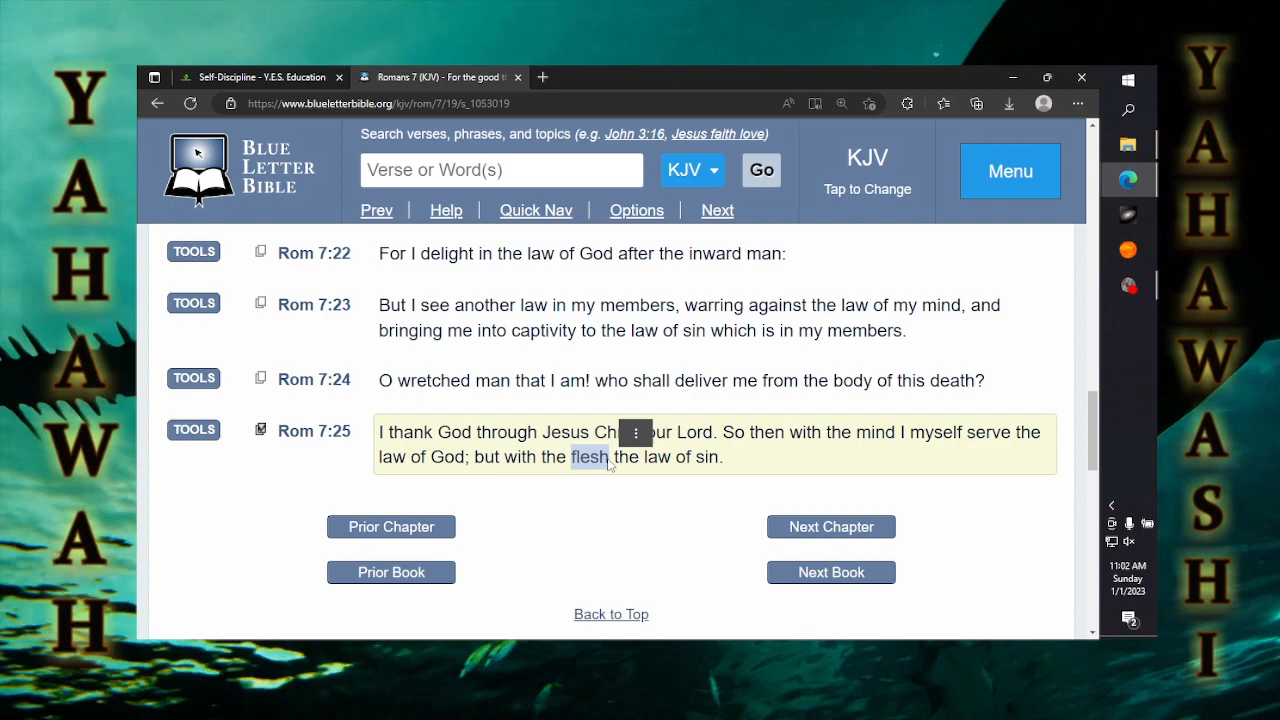 YAHAWAH
Self-Discipline - Y.E.S. Education
Romans 7 (KJV) - For the good t
https://www.blueletterbible.org/kjv/rom/7/19/s_1053019
BLUE
LETTER
BIBLE
Search verses, phrases, and topics (e.g. John 3:16, Jesus faith love)
Verse or Word(s)
KJV
Go
KJV
Tap to Change
Menu
Prev
Help
Quick Nav
Options
Next
TOOLS Rom 7:22 For I delight in the law of God after the inward man:
TOOLS Rom 7:23 But I see another law in my members, warring against the law of my mind, and
bringing me into captivity to the law of sin which is in my members.
TOOLS Rom 7:24 O wretched man that I am! who shall deliver me from the body of this death?
TOOLS Rom 7:25 I thank God through Jesus Ch our Lord. So then with the mind I myself serve the
law of God; but with the flesh the law of sin.
Prior Chapter
Next Chapter
Prior Book
Next Book
Back to Top
11:02 AM
Sunday
1/1/2023
2
YAHAWASHI